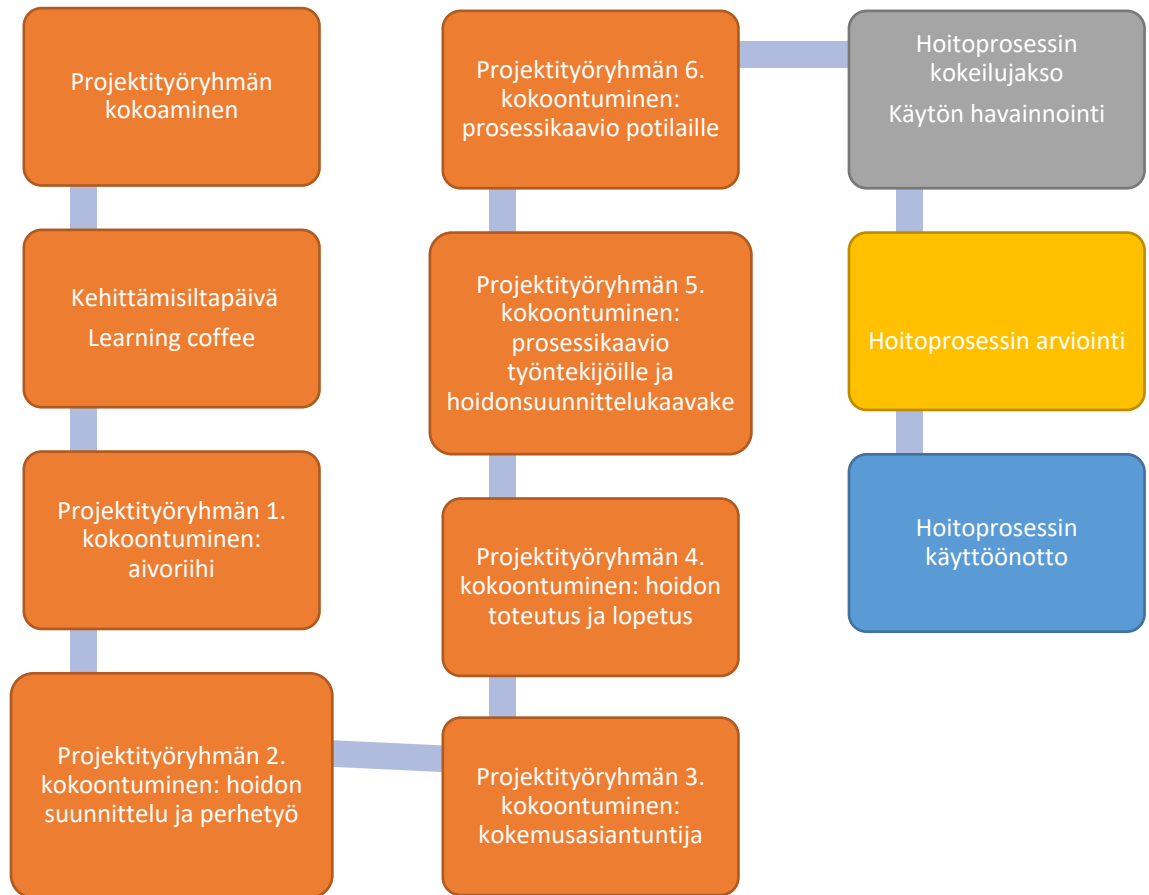 Projektityöryhmän
kokoaminen
Kehittämisiltapäivä
Learning coffee
Projektityöryhmän 1.
kokoontuminen:
aivoriihi
Projektityöryhmän 2.
kokoontuminen: hoidon
suunnittelu ja perhetyö
Projektityöryhmän 3.
kokoontuminen:
kokemusasiantuntija
Projektityöryhmän 4.
kokoontuminen: hoidon
toteutus ja lopetus
Projektityöryhmän 5.
kokoontuminen:
prosessikaavio
työntekijöille ja
hoidonsuunnittelukaavake
Projektityöryhmän 6.
kokoontuminen:
prosessikaavio potilaille
Hoitoprosessin
kokeilujakso
Käytön havainnointi
Hoitoprosessin arviointi
Hoitoprosessin
käyttöönotto